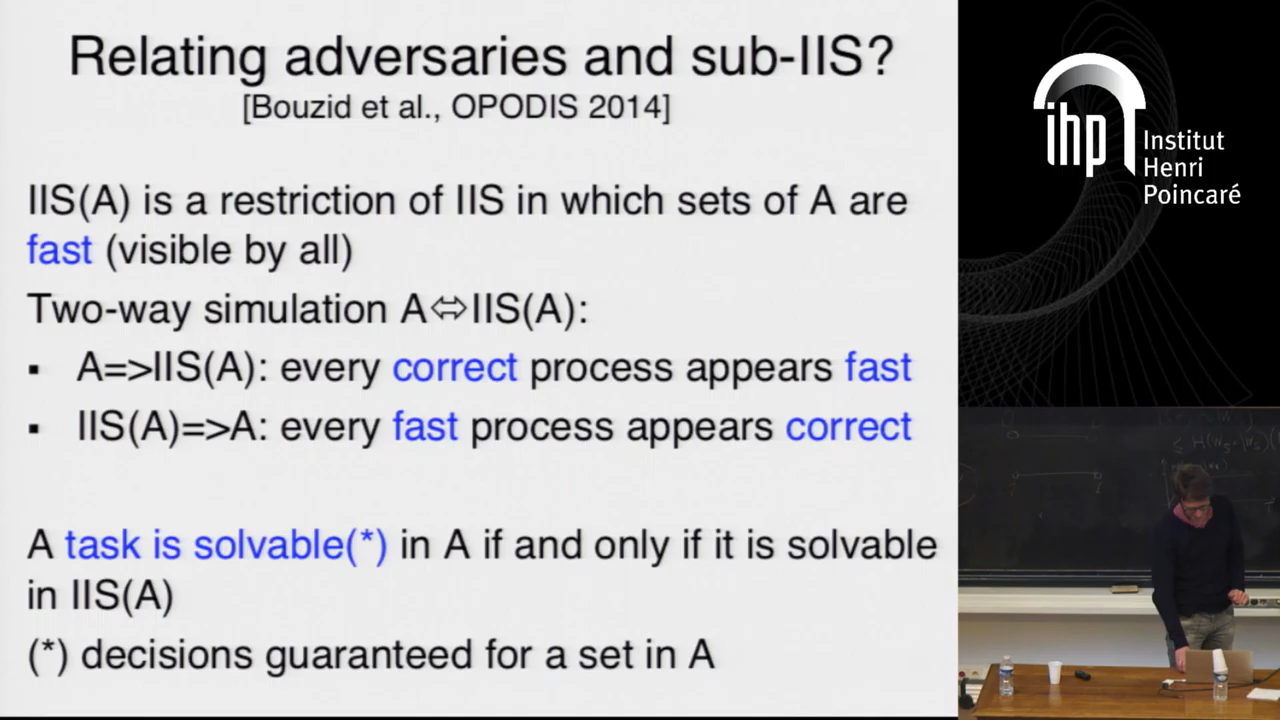 Relating adversaries and sub-IIS?
[Bouzid et al., OPODIS 2014]
IIS(A) is a restriction of IIS in which sets of A are
fast (visible by all)
Two-way simulation A⇔IIS(A):
▪ A=>IIS(A): every correct process appears fast
▪ IIS(A)=>A: every fast process appears correct
A task is solvable(*) in A if and only if it is solvable
in IIS(A)
(*) decisions guaranteed for a set in A
ihp
Institut
Henri
Poincaré